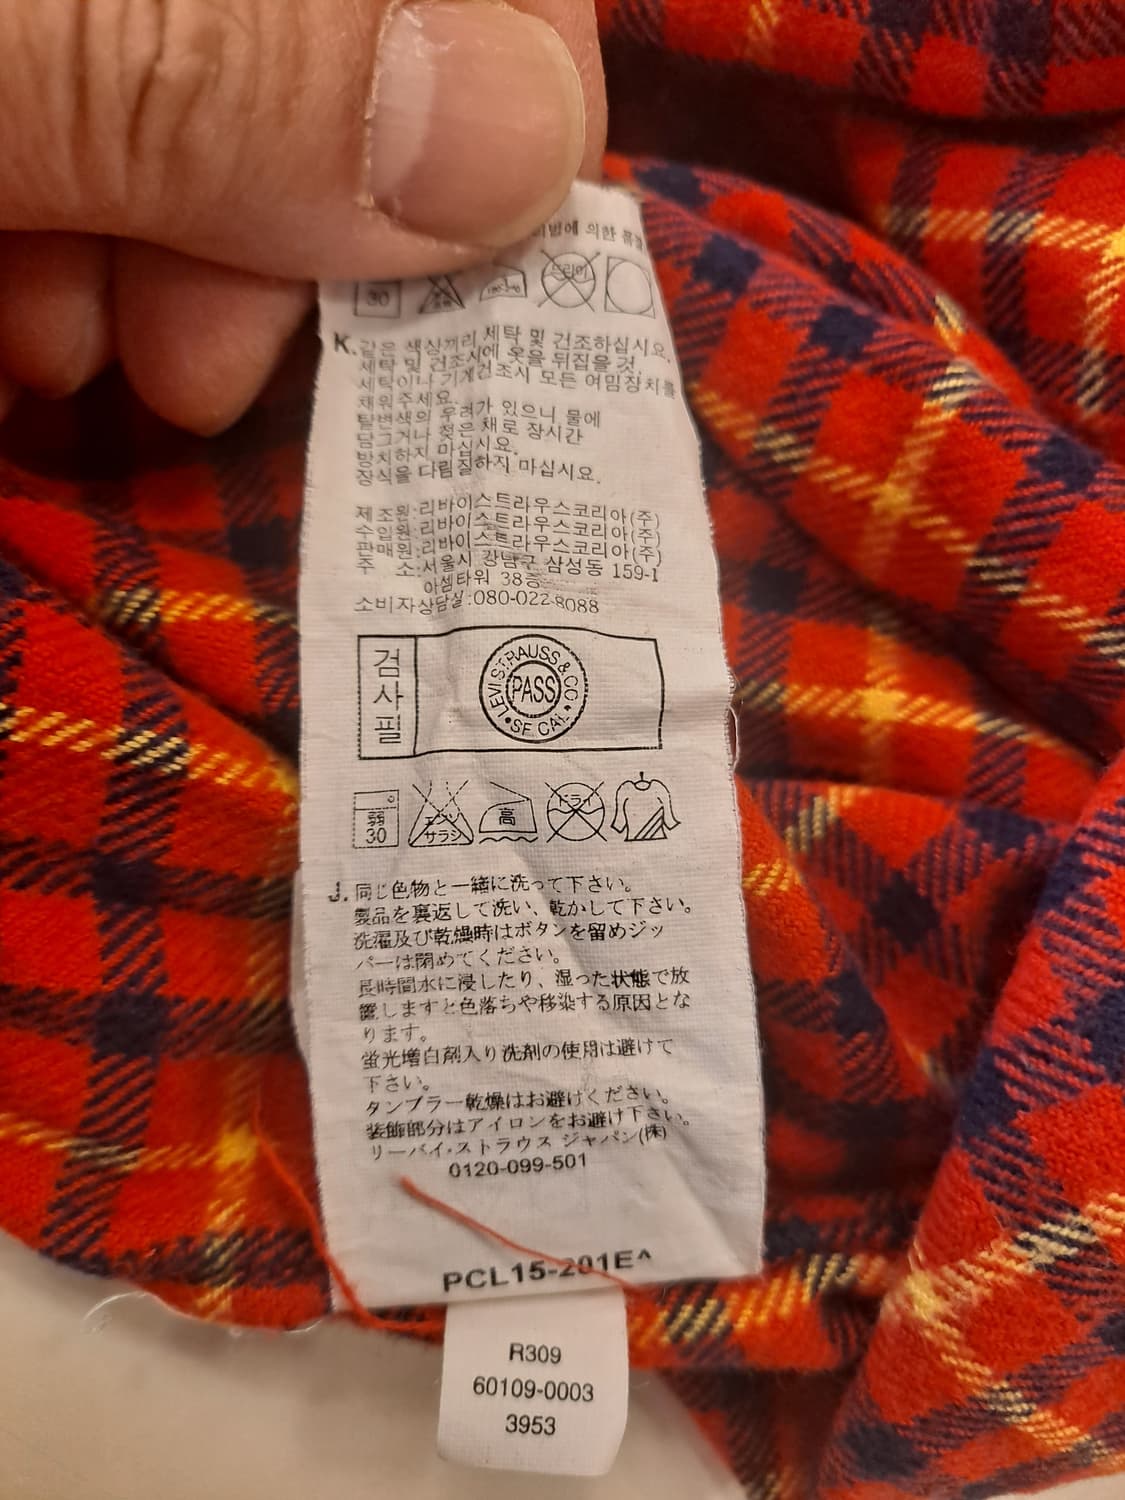 의한
30
드라이
K. 같은 색상끼리 세탁 및 건조하십시요.
세탁 및 건조시에 옷을 뒤집을 것.
세탁이나 기계건조시 모든 여밈장치를
채워주세요.
탈변색의 우려가 있으니 물에
담그거나 젖은 채로 장시간
방치하지 마십시요.
장식을 다림질하지 마십시요.
제조원:리바이스트라우스코리아(주)
수입원:리바이스트라우스코리아(주)
판매원:리바이스트라우스코리아(주)
주 소:서울시 강남구 삼성동 159-1
아셈타워 38층
소비자상담실:080-022-8088
검사필
LEVI STRAUSS & CO. SF CAL
PASS
弱
30
エンソ
サラシ
高
ドライ
J. 同じ色物と一緒に洗って下さい。
製品を裏返して洗い、乾かして下さい。
洗濯及び乾燥時はボタンを留めジッ
パーは閉めてください。
長時間水に浸したり、湿った状態で放
置しますと色落ちや移染する原因とな
ります。
蛍光増白剤入り洗剤の使用は避けて
下さい。
タンブラー乾燥はお避けください。
装飾部分はアイロンをお避け下さい。
リーバイ・ストラウス ジャパン(株)
0120-099-501
PCL15-201E^
R309
60109-0003
3953